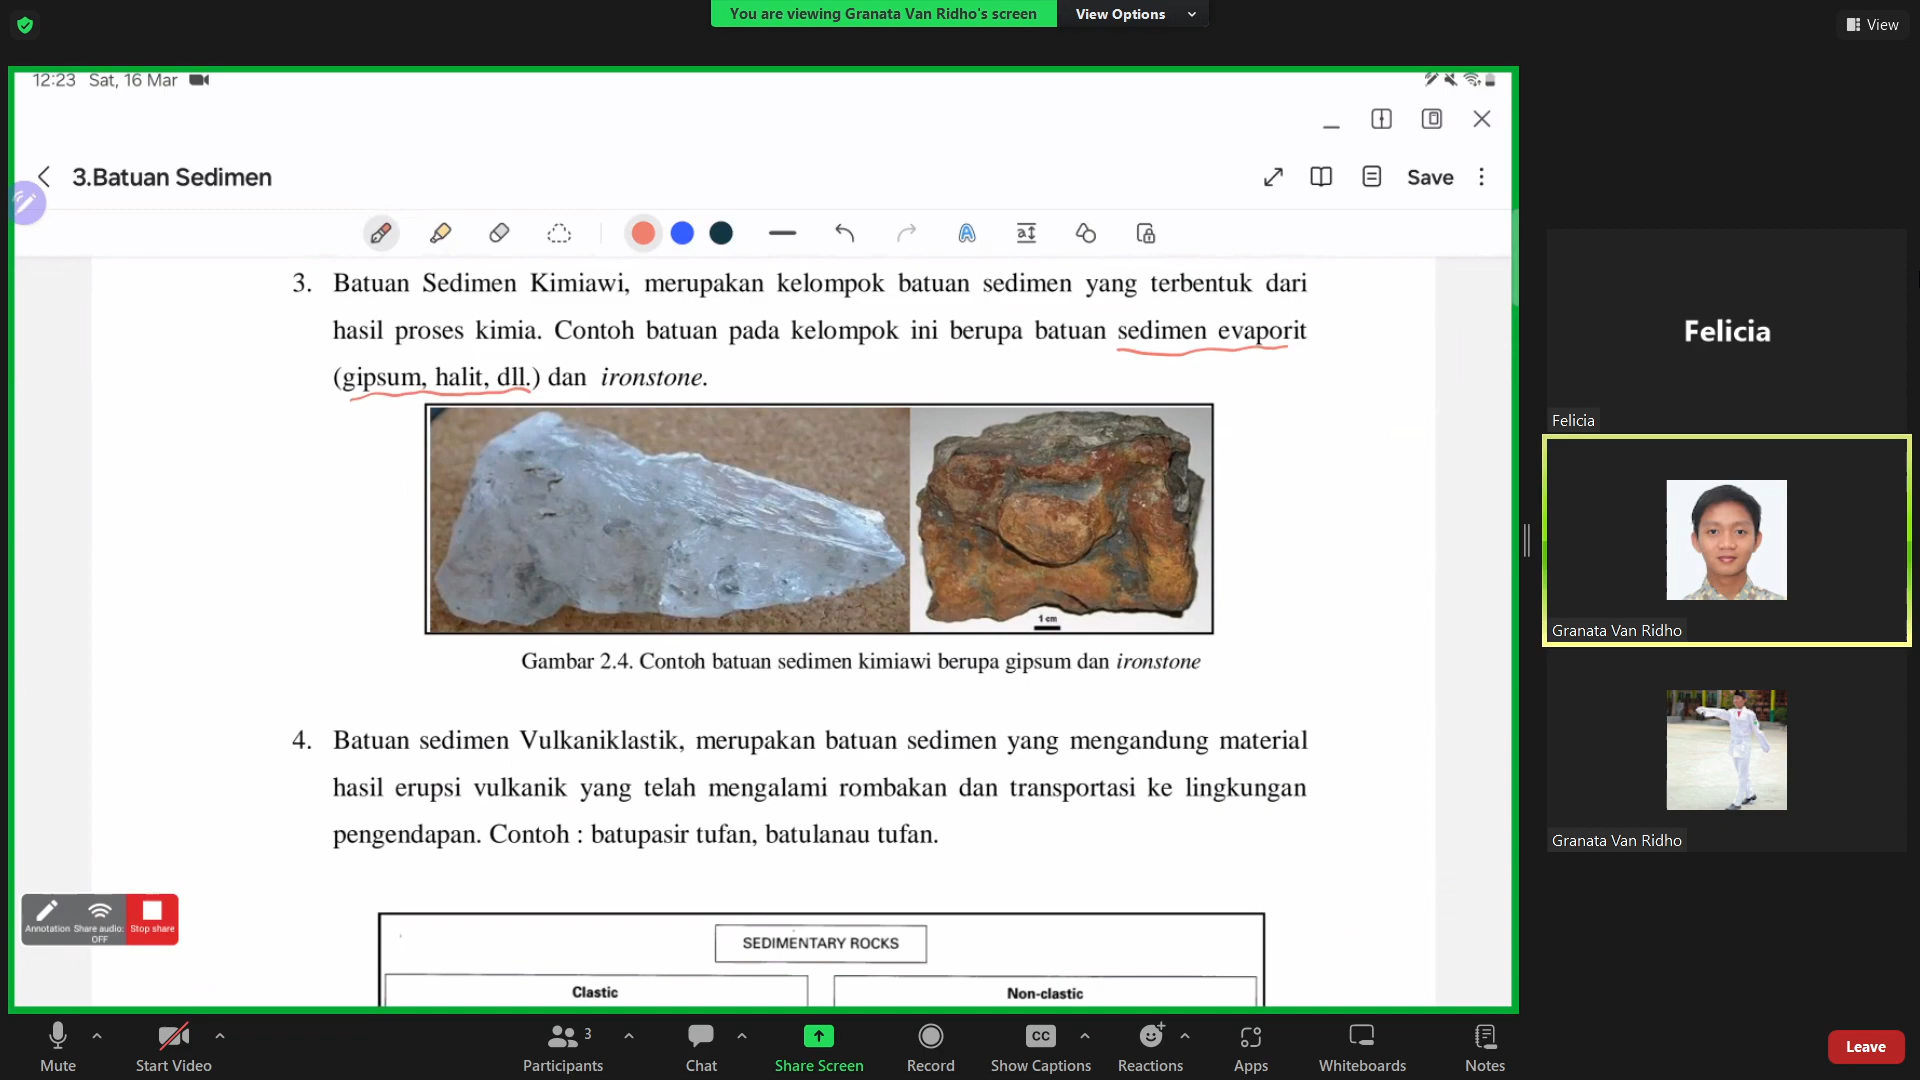 You are viewing Granata Van Ridho's screen
View Options
View
12:23 Sat, 16 Mar
3.Batuan Sedimen
Save
3. Batuan Sedimen Kimiawi, merupakan kelompok batuan sedimen yang terbentuk dari
hasil proses kimia. Contoh batuan pada kelompok ini berupa batuan sedimen evaporit
(gipsum, halit, dll.) dan ironstone.
1 cm
Gambar 2.4. Contoh batuan sedimen kimiawi berupa gipsum dan ironstone
4. Batuan sedimen Vulkaniklastik, merupakan batuan sedimen yang mengandung material
hasil erupsi vulkanik yang telah mengalami rombakan dan transportasi ke lingkungan
pengendapan. Contoh : batupasir tufan, batulanau tufan.
SEDIMENTARY ROCKS
Clastic
Non-clastic
Annotation
Share audio:
OFF
Stop share
Felicia
Felicia
Granata Van Ridho
Granata Van Ridho
Mute
Start Video
3
Participants
Chat
Share Screen
Record
CC
Show Captions
Reactions
Apps
Whiteboards
Notes
Leave